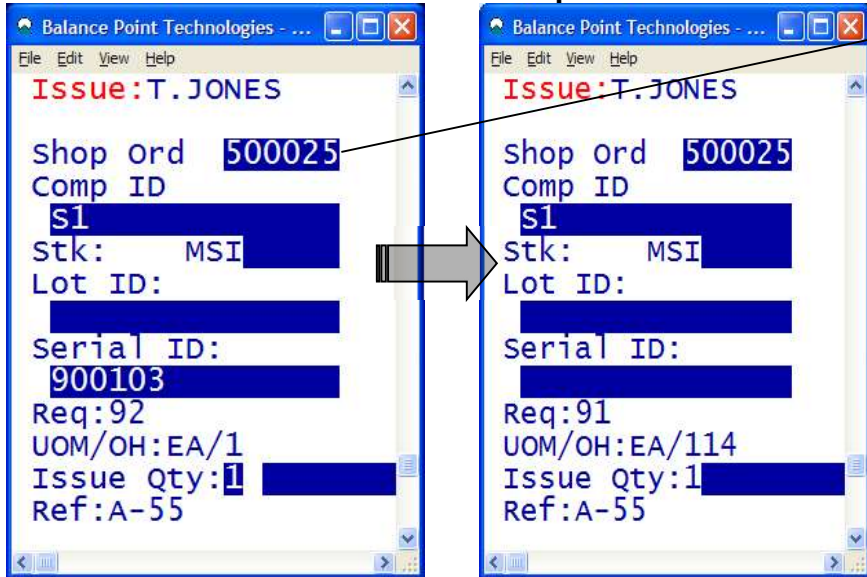 Balance Point Technologies - ...
File Edit View Help
Issue:T.JONES
Shop Ord 500025
Comp ID
S1
Stk: MSI
Lot ID:
Serial ID:
900103
Req:92
UOM/OH:EA/1
Issue Qty:1
Ref:A-55
Balance Point Technologies - ...
File Edit View Help
Issue:T.JONES
Shop Ord 500025
Comp ID
S1
Stk: MSI
Lot ID:
Serial ID:
Req:91
UOM/OH:EA/114
Issue Qty:1
Ref:A-55